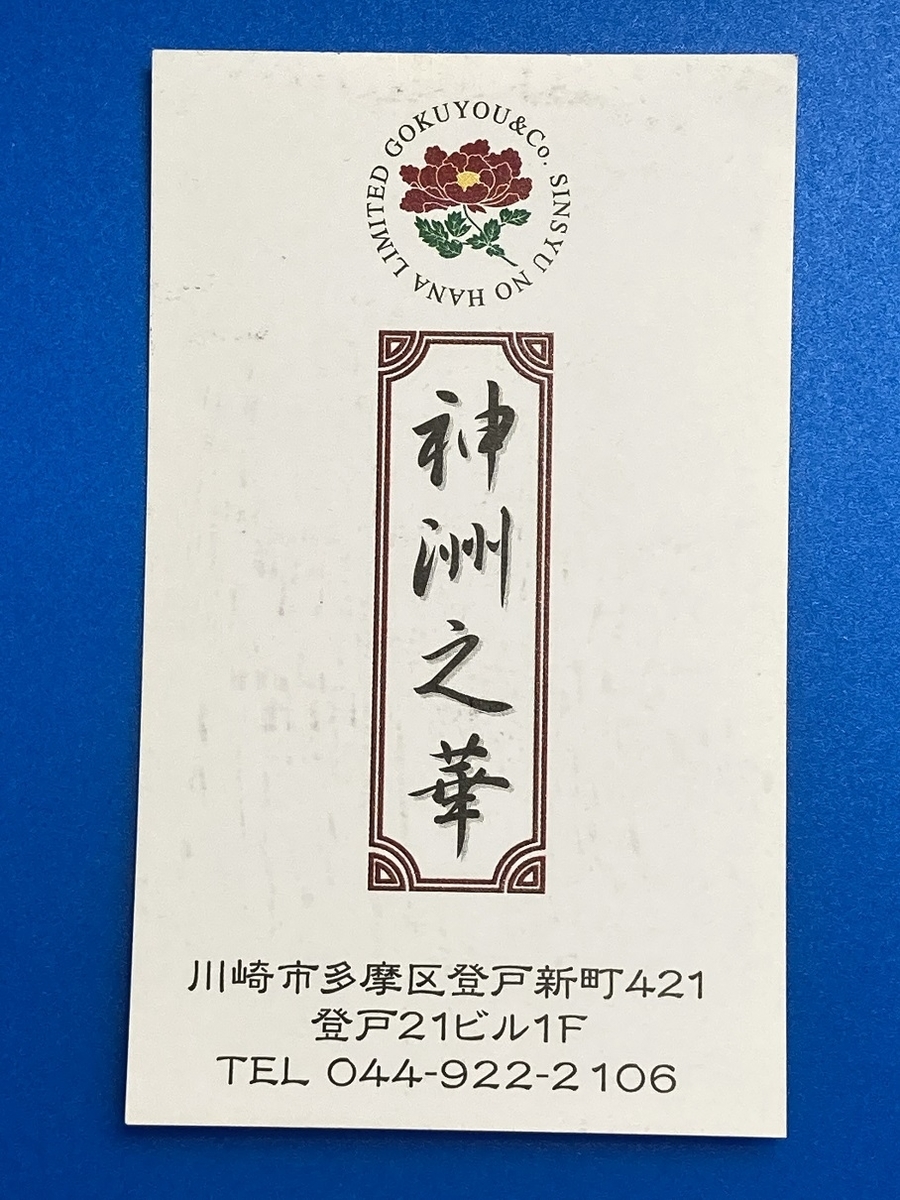 GOKUYOU&Co. SINSYU NO HANA LIMITED
神洲之華
川崎市多摩区登戸新町421
登戸21ビル1F
TEL 044-922-2106